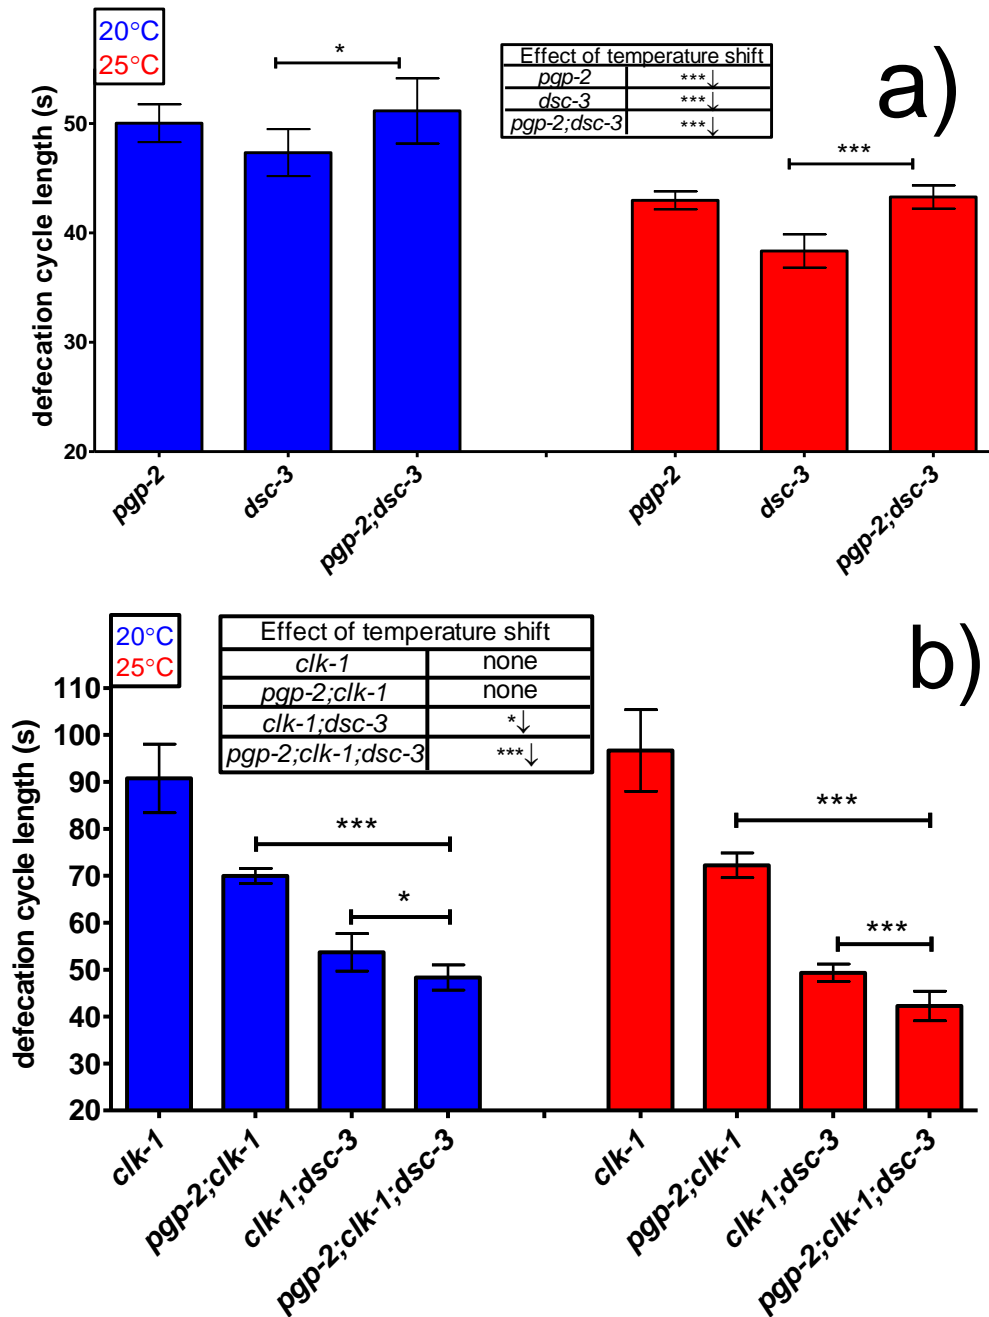 20°C
25°C
a)
Effect of temperature shift
pgp-2 ***↓
dsc-3 ***↓
pgp-2;dsc-3 ***↓
*
***
defecation cycle length (s)
50
40
30
20
pgp-2
dsc-3
pgp-2;dsc-3
pgp-2
dsc-3
pgp-2;dsc-3
20°C
25°C
b)
Effect of temperature shift
clk-1 none
pgp-2;clk-1 none
clk-1;dsc-3 *↓
pgp-2;clk-1;dsc-3 ***↓
***
*
***
***
defecation cycle length (s)
110
100
90
80
70
60
50
40
30
20
clk-1
pgp-2;clk-1
clk-1;dsc-3
pgp-2;clk-1;dsc-3
clk-1
pgp-2;clk-1
clk-1;dsc-3
pgp-2;clk-1;dsc-3